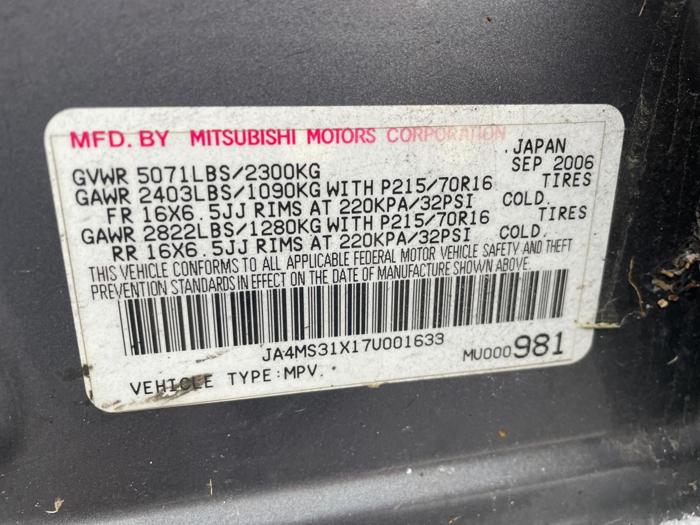 MFD. BY MITSUBISHI MOTORS CORPORATION JAPAN
GVWR 5071LBS/2300KG SEP 2006
GAWR 2403LBS/1090KG WITH P215/70R16 TIRES
FR 16X6.5JJ RIMS AT 220KPA/32PSI COLD.
GAWR 2822LBS/1280KG WITH P215/70R16 TIRES
RR 16X6.5JJ RIMS AT 220KPA/32PSI COLD.
THIS VEHICLE CONFORMS TO ALL APPLICABLE FEDERAL MOTOR VEHICLE SAFETY AND THEFT
PREVENTION STANDARDS IN EFFECT ON THE DATE OF MANUFACTURE SHOWN ABOVE.
JA4MS31X17U001633
VEHICLE TYPE:MPV. MU000981